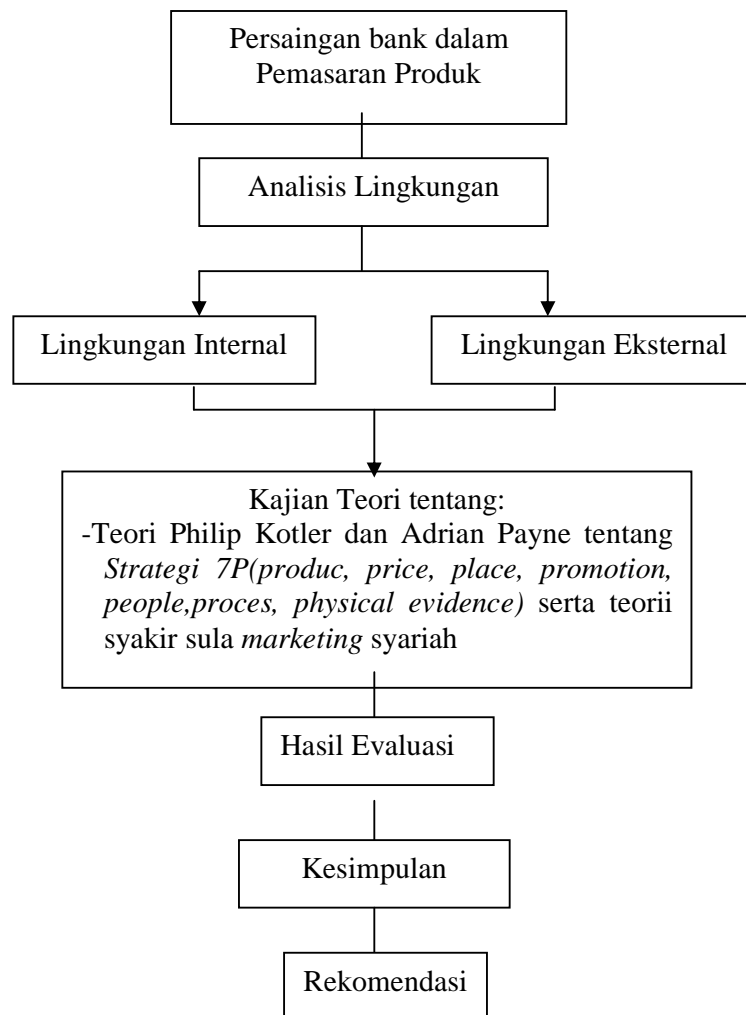 Persaingan bank dalam
Pemasaran Produk
Analisis Lingkungan
Lingkungan Internal
Lingkungan Eksternal
Kajian Teori tentang:
-Teori Philip Kotler dan Adrian Payne tentang
Strategi 7P(produc, price, place, promotion,
people,proces, physical evidence) serta teorii
syakir sula marketing syariah
Hasil Evaluasi
Kesimpulan
Rekomendasi